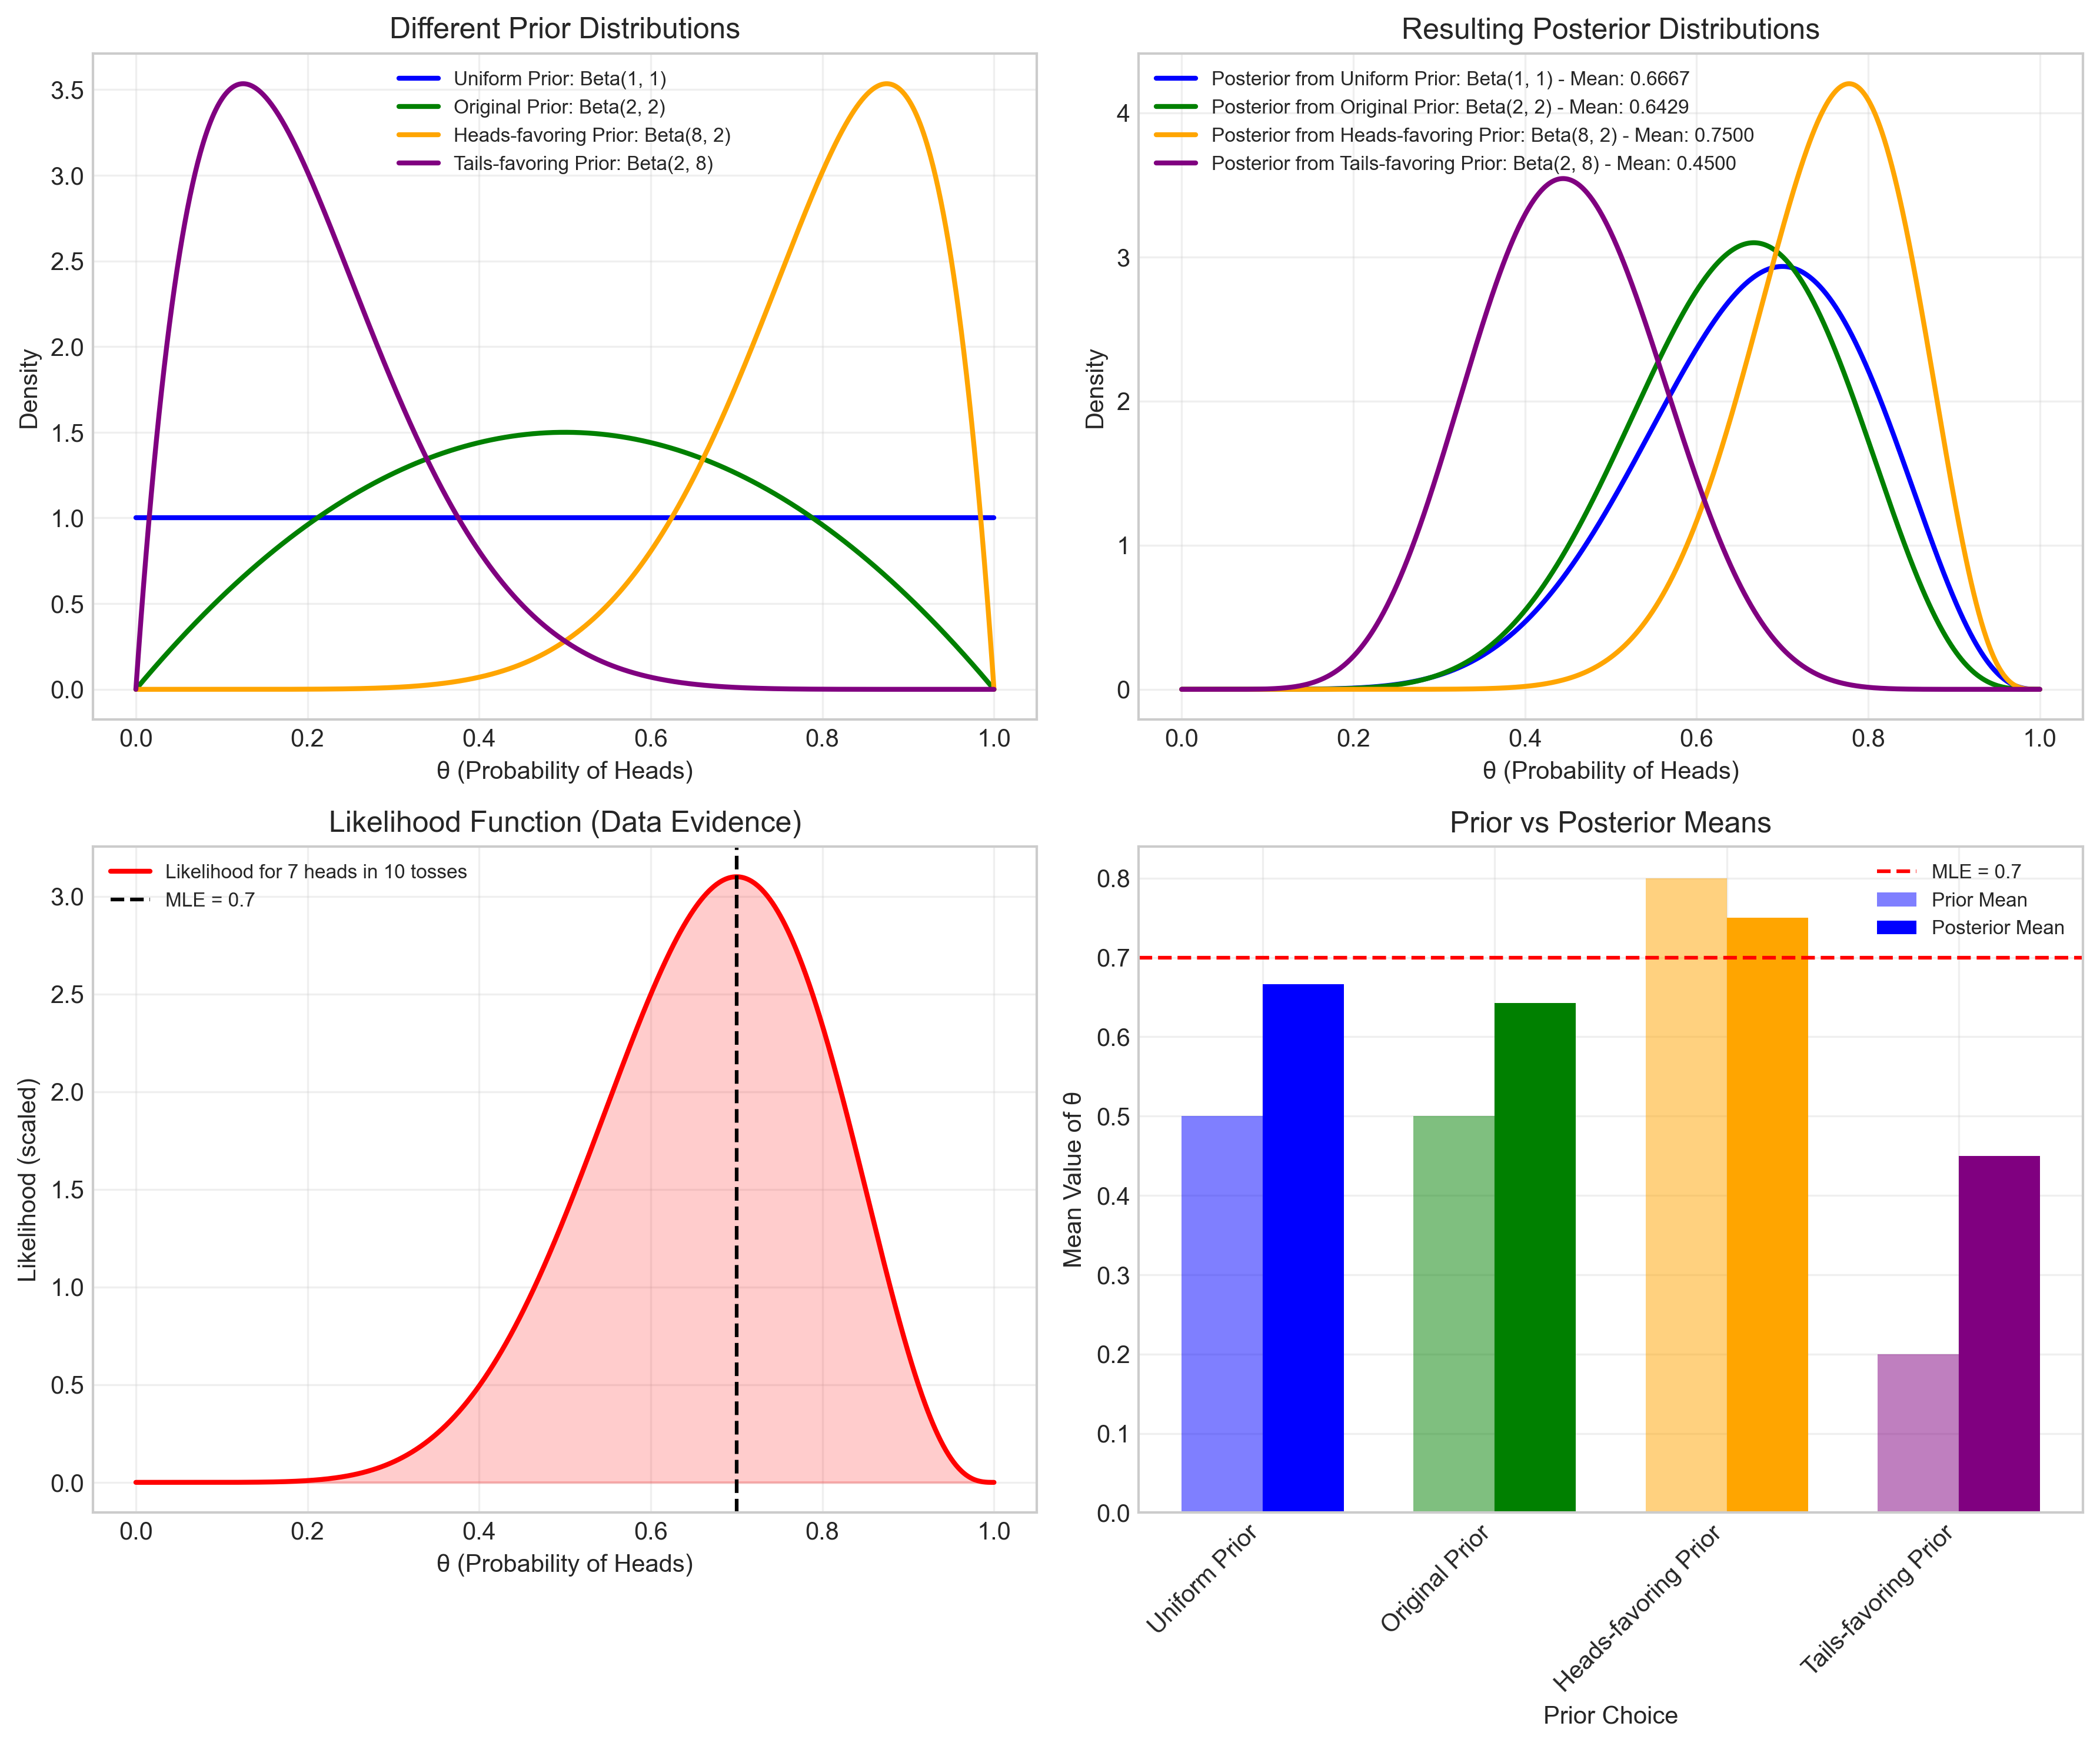 Different Prior Distributions
Uniform Prior: Beta(1, 1)
Original Prior: Beta(2, 2)
Heads-favoring Prior: Beta(8, 2)
Tails-favoring Prior: Beta(2, 8)
Density
3.5
3.0
2.5
2.0
1.5
1.0
0.5
0.0
0.0 0.2 0.4 0.6 0.8 1.0
θ (Probability of Heads)
Resulting Posterior Distributions
Posterior from Uniform Prior: Beta(1, 1) - Mean: 0.6667
Posterior from Original Prior: Beta(2, 2) - Mean: 0.6429
Posterior from Heads-favoring Prior: Beta(8, 2) - Mean: 0.7500
Posterior from Tails-favoring Prior: Beta(2, 8) - Mean: 0.4500
Density
4
3
2
1
0
0.0 0.2 0.4 0.6 0.8 1.0
θ (Probability of Heads)
Likelihood Function (Data Evidence)
Likelihood for 7 heads in 10 tosses
MLE = 0.7
Likelihood (scaled)
3.0
2.5
2.0
1.5
1.0
0.5
0.0
0.0 0.2 0.4 0.6 0.8 1.0
θ (Probability of Heads)
Prior vs Posterior Means
MLE = 0.7
Prior Mean
Posterior Mean
Mean Value of θ
0.8
0.7
0.6
0.5
0.4
0.3
0.2
0.1
0.0
Uniform Prior
Original Prior
Heads-favoring Prior
Tails-favoring Prior
Prior Choice